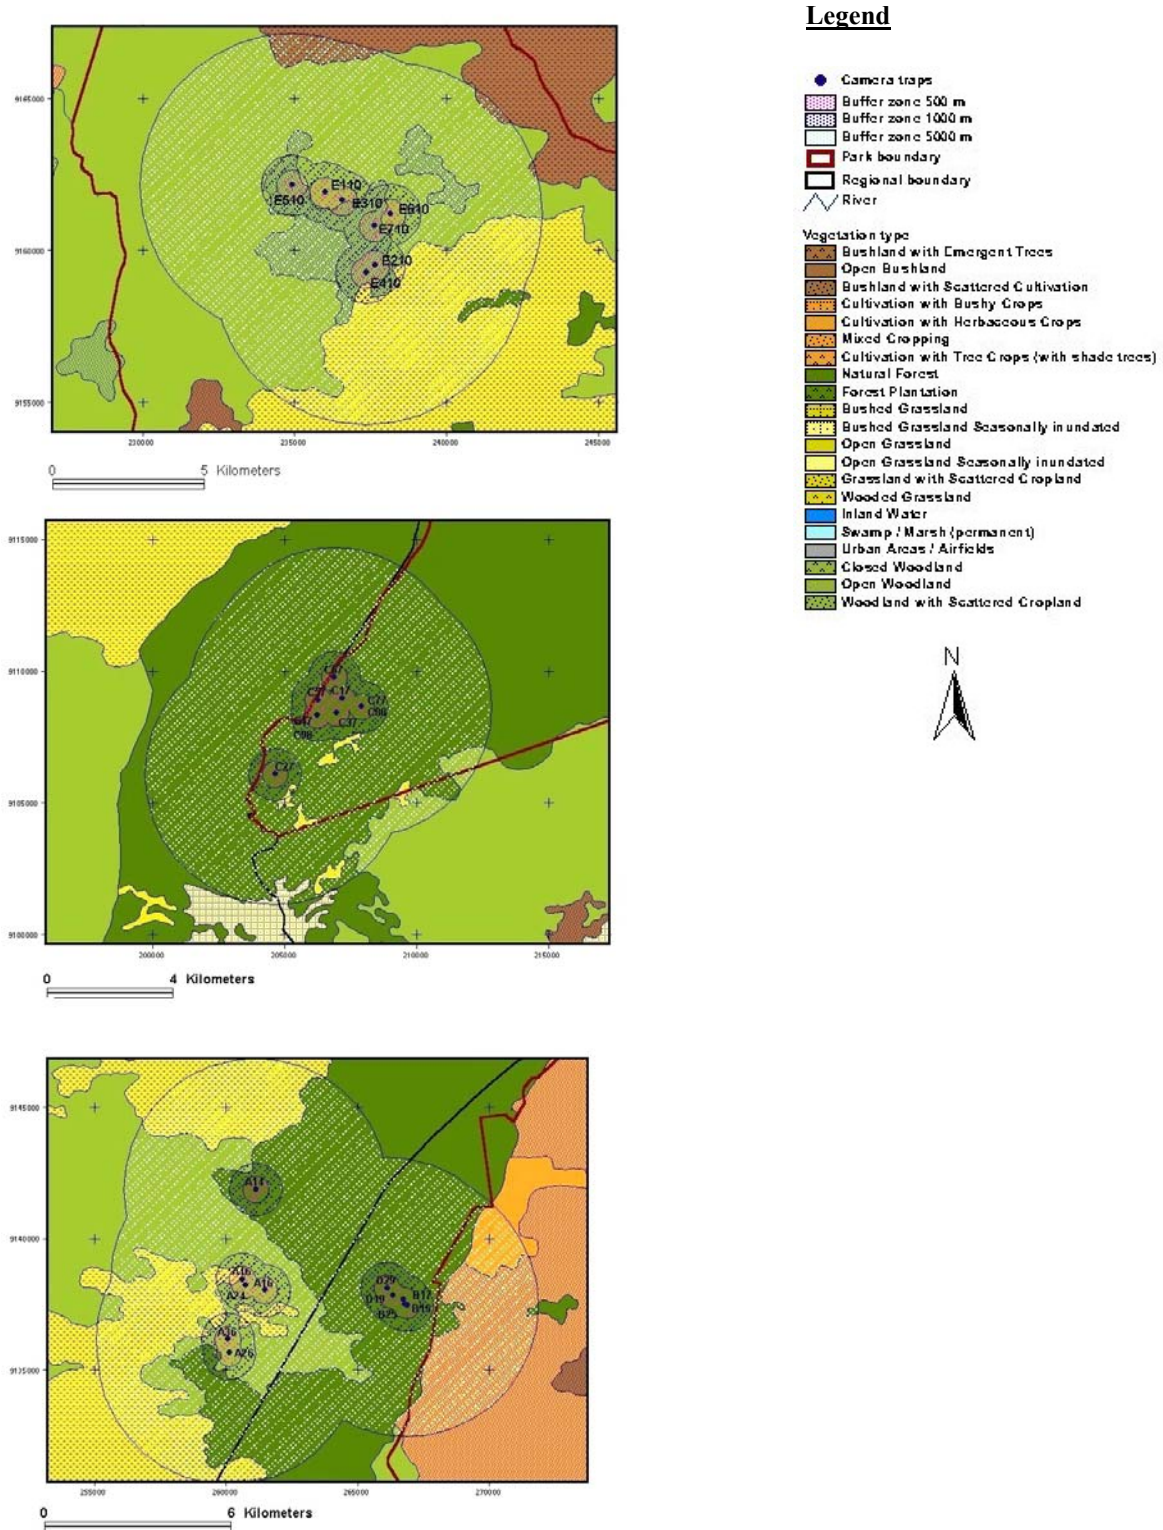 Legend
Camera traps
Buffer zone 500 m
Buffer zone 1000 m
Buffer zone 5000 m
Park boundary
Regional boundary
River
Vegetation type
Bushland with Emergent Trees
Open Bushland
Bushland with Scattered Cultivation
Cultivation with Bushy Crops
Cultivation with Herbaceous Crops
Mixed Cropping
Cultivation with Tree Crops (with shade trees)
Natural Forest
Forest Plantation
Bushed Grassland
Bushed Grassland Seasonally inundated
Open Grassland
Open Grassland Seasonally inundated
Grassland with Scattered Cropland
Wooded Grassland
Inland Water
Swamp / Marsh (permanent)
Urban Areas / Airfields
Closed Woodland
Open Woodland
Woodland with Scattered Cropland
N
9165000
E110
E510
E310
E610
E710
9160000
E210
E410
9155000
230000 235000 240000 245000
0 5 Kilometers
9115000
9110000
C17
C77
C37
C27
9105000
9100000
200000 205000 210000 215000
0 4 Kilometers
9145000
A14
9140000
A16
A24
B17
B19
A26
9135000
255000 260000 265000 270000
0 6 Kilometers